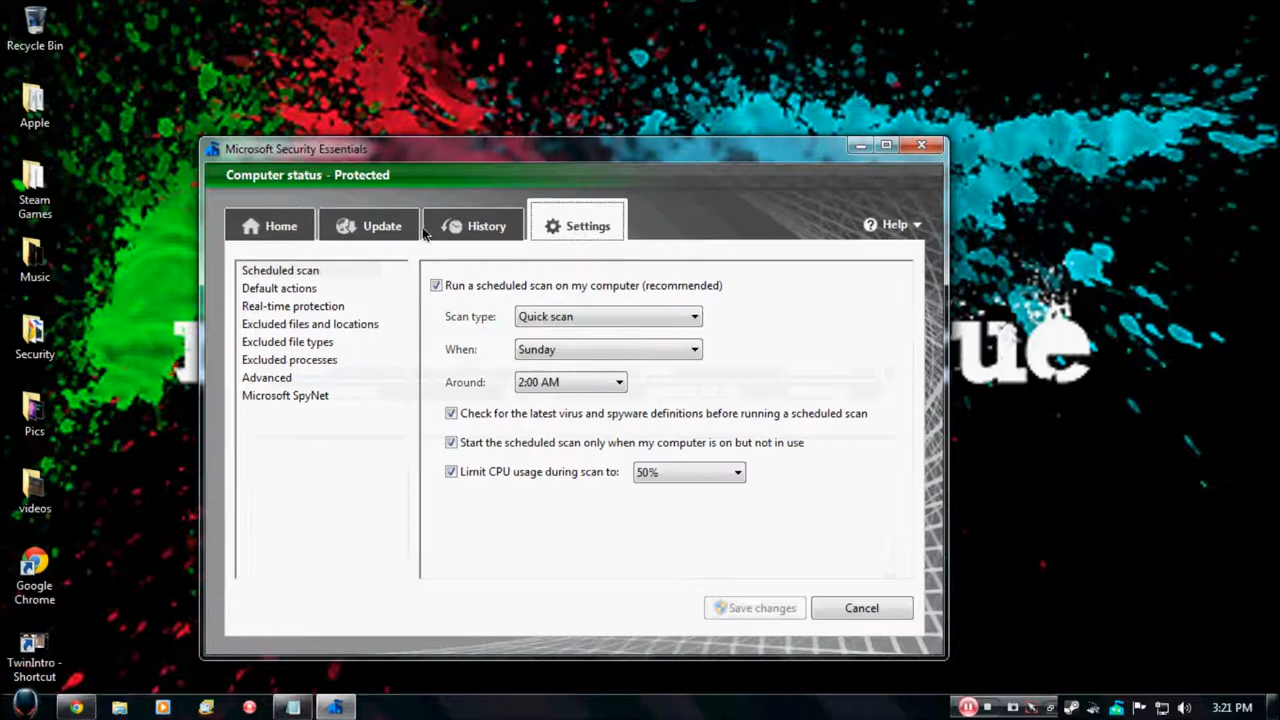 Recycle Bin
Apple
Steam
Games
Music
Security
Pics
videos
Google
Chrome
TwinIntro -
Shortcut
Microsoft Security Essentials
Computer status - Protected
Home
Update
History
Settings
Help
Scheduled scan
Default actions
Real-time protection
Excluded files and locations
Excluded file types
Excluded processes
Advanced
Microsoft SpyNet
Run a scheduled scan on my computer (recommended)
Scan type: Quick scan
When: Sunday
Around: 2:00 AM
Check for the latest virus and spyware definitions before running a scheduled scan
Start the scheduled scan only when my computer is on but not in use
Limit CPU usage during scan to: 50%
Save changes
Cancel
ue
3:21 PM